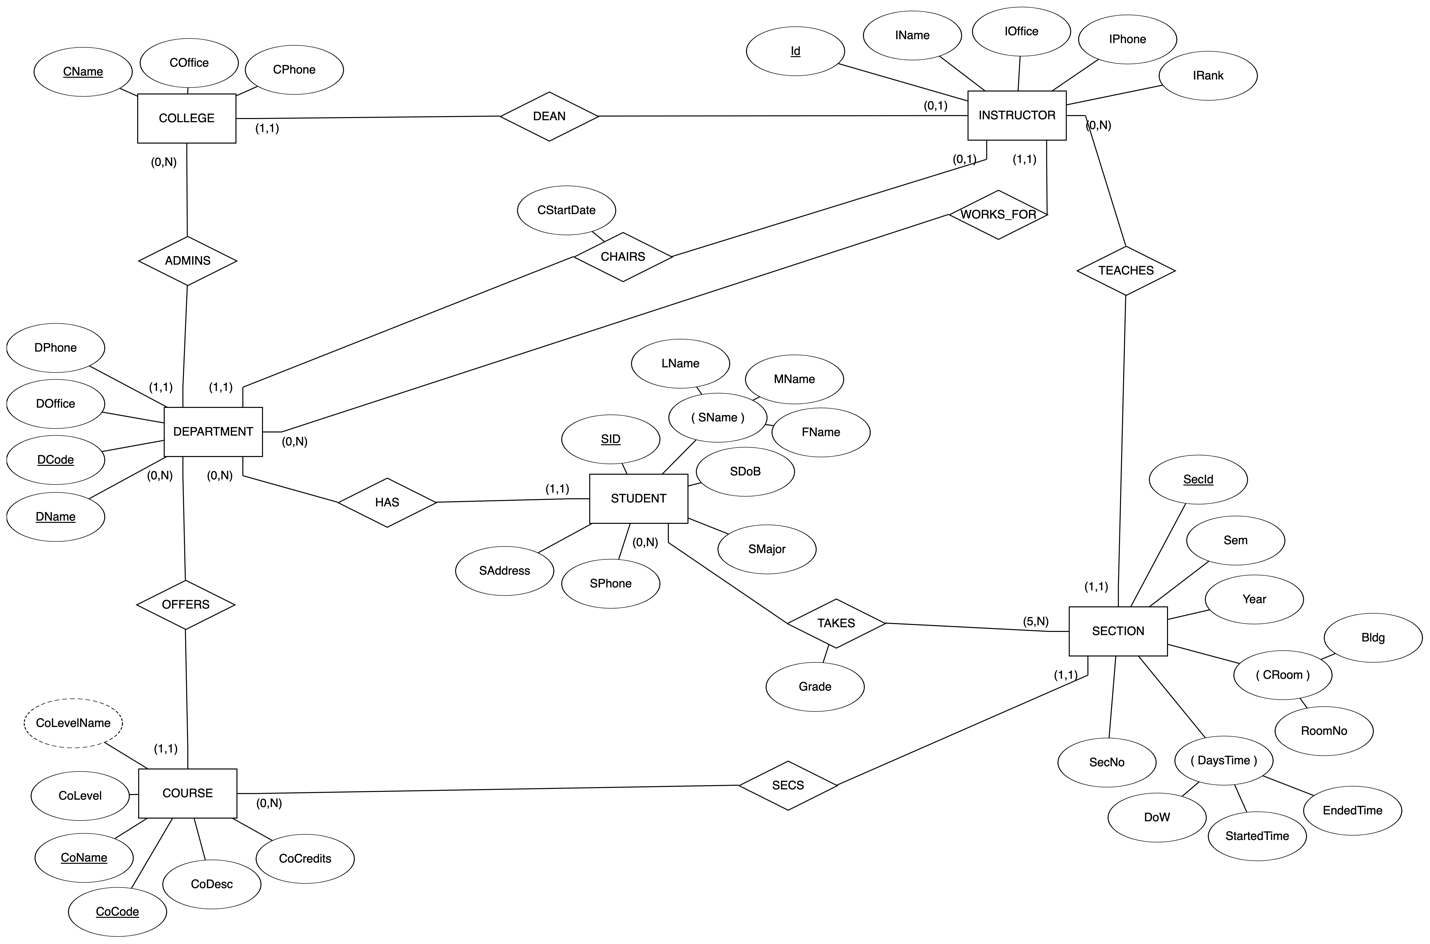 IOffice
IName
IPhone
Id
COffice
CName
CPhone
IRank
COLLEGE
DEAN
INSTRUCTOR
(0,1)
(1,1)
(0,N)
(0,N)
(0,1)
(1,1)
CStartDate
WORKS_FOR
CHAIRS
ADMINS
TEACHES
DPhone
LName
MName
(1,1)
(1,1)
DOffice
( SName )
DEPARTMENT
FName
(0,N)
SID
DCode
SDoB
(0,N)
(0,N)
SecId
(1,1)
HAS
STUDENT
DName
Sem
(0,N)
SMajor
SAddress
SPhone
(1,1)
Year
OFFERS
(5,N)
TAKES
SECTION
Bldg
(1,1)
( CRoom )
Grade
CoLevelName
RoomNo
(1,1)
SecNo
( DaysTime )
SECS
COURSE
CoLevel
(0,N)
EndedTime
DoW
StartedTime
CoName
CoCredits
CoDesc
CoCode